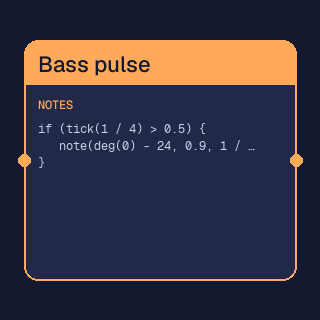 Bass pulse
NOTES
if (tick(1 / 4) > 0.5) {
   note(deg(0) - 24, 0.9, 1 / …
}